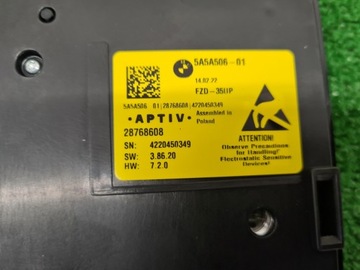 5A5A506-01
14.02.22
FZD-35UP
5A5A506 01|28768608|4220450349
• APTIV •
Assembled in
Poland
28768608
SN: 4220450349
SW: 3.86.20
HW: 7.2.0
ATTENTION!
Observe Precautions
for Handling!
Electrostatic Sensitive
Devices!